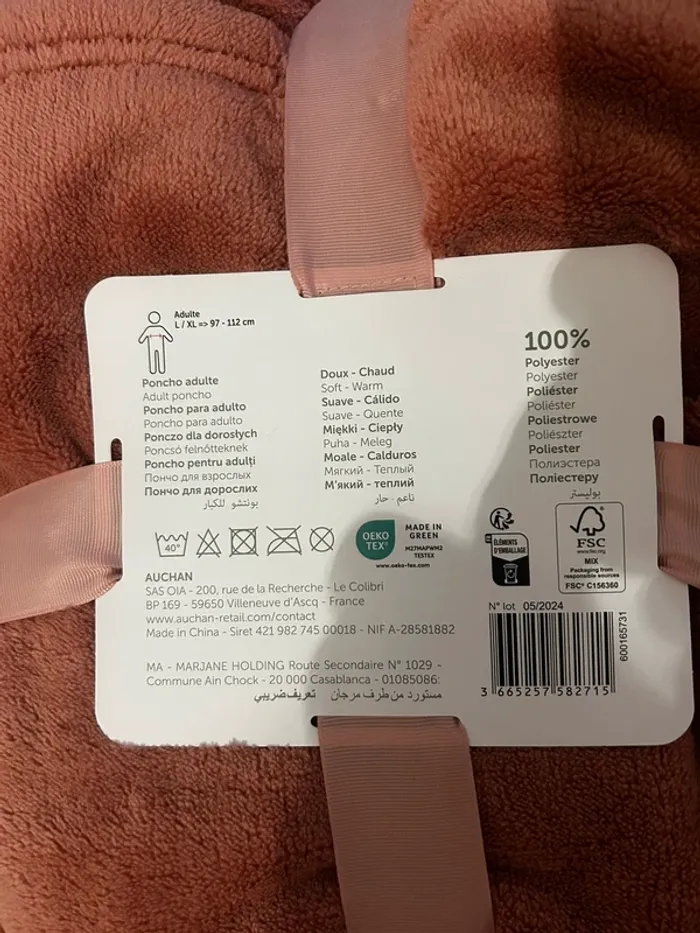 Adulte
L / XL => 97 - 112 cm
Poncho adulte
Adult poncho
Poncho para adulto
Poncho para adulto
Ponczo dla dorosłych
Poncsó felnőtteknek
Poncho pentru adulți
Пончо для взрослых
Пончо для дорослих
بونتشو للكبار
Doux - Chaud
Soft - Warm
Suave - Cálido
Suave - Quente
Miękki - Ciepły
Puha - Meleg
Moale - Calduros
Мягкий - Теплый
М'який - теплий
ناعم - حار
100%
Polyester
Polyester
Poliéster
Poliéster
Poliestrowe
Poliészter
Poliester
Полиэстера
Поліестеру
بوليستر
40°
OEKO
TEX®
MADE IN
GREEN
M27MAPWM2
TESTEX
www.oeko-tex.com
ÉLÉMENTS
D'EMBALLAGE
FSC
www.fsc.org
MIX
Packaging from
responsible sources
FSC® C156360
AUCHAN
SAS OIA - 200, rue de la Recherche - Le Colibri
BP 169 - 59650 Villeneuve d'Ascq - France
www.auchan-retail.com/contact
Made in China - Siret 421 982 745 00018 - NIF A-28581882
MA - MARJANE HOLDING Route Secondaire N° 1029 -
Commune Ain Chock - 20 000 Casablanca - 01085086:
مستورد من طرف مرجان تعريف ضريبي
N° lot 05/2024
600165731
3 665257 582715